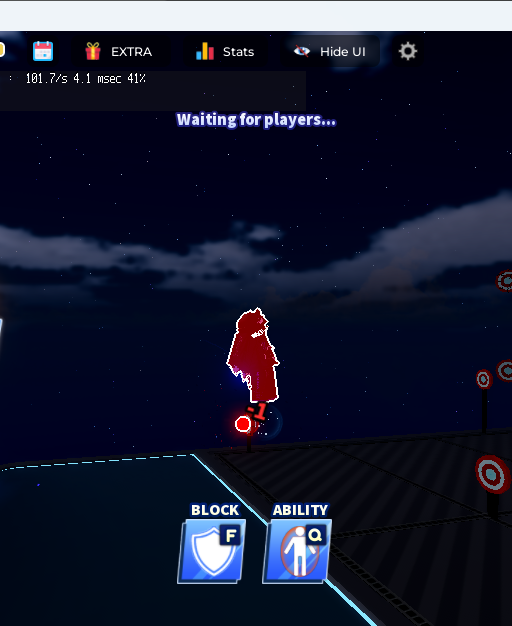 EXTRA Stats Hide UI
: 101.7/s 4.1 msec 41%
Waiting for players...
-1
BLOCK ABILITY
F Q